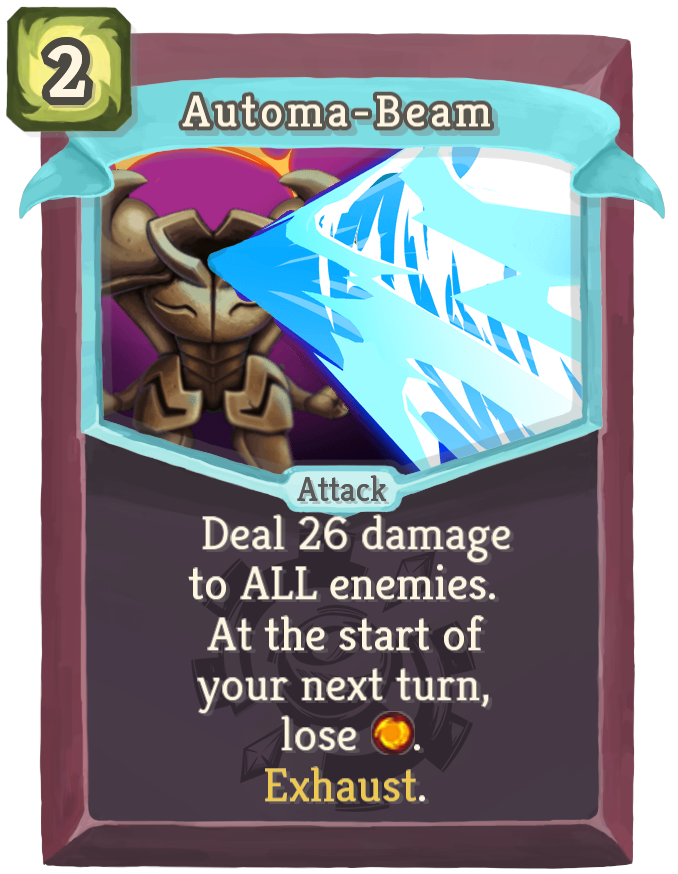 2
Automa-Beam
Attack
Deal 26 damage
to ALL enemies.
At the start of
your next turn,
lose .
Exhaust.